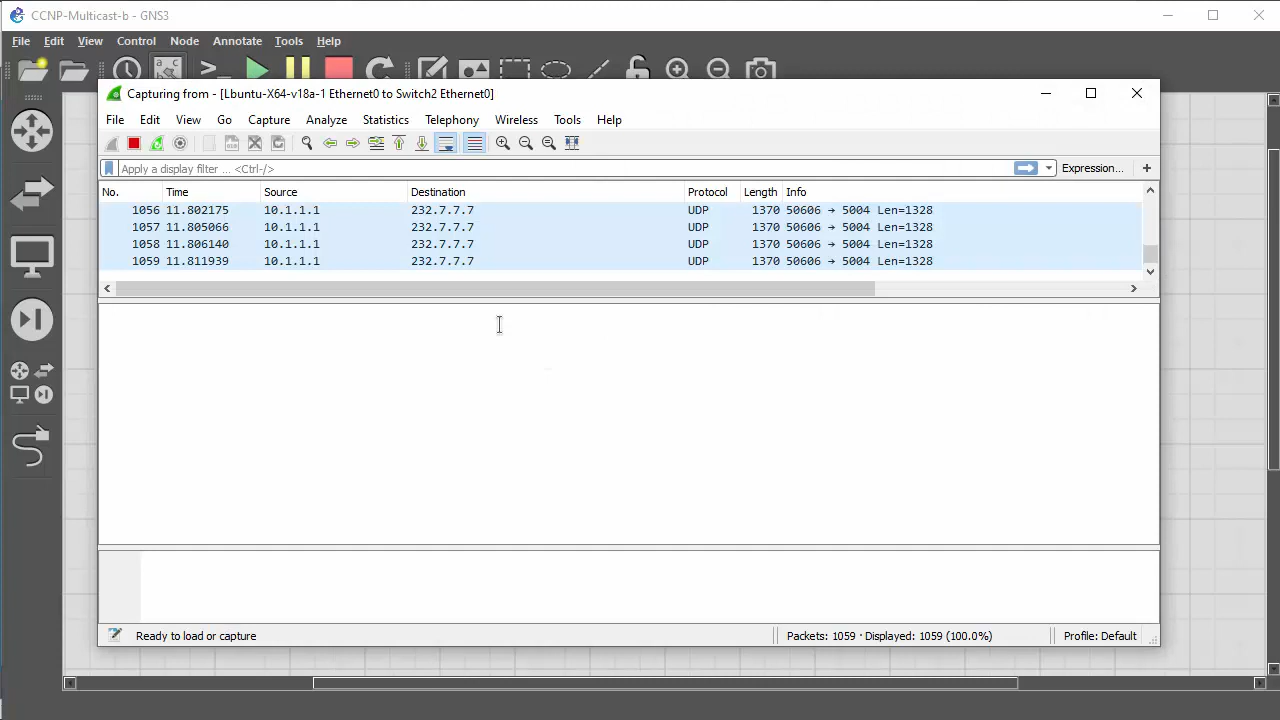 CCNP-Multicast-b - GNS3
File Edit View Control Node Annotate Tools Help
Capturing from - [Lbuntu-X64-v18a-1 Ethernet0 to Switch2 Ethernet0]
File Edit View Go Capture Analyze Statistics Telephony Wireless Tools Help
Apply a display filter ... <Ctrl-/> Expression... +
No. Time Source Destination Protocol Length Info
1056 11.802175 10.1.1.1 232.7.7.7 UDP 1370 50606 → 5004 Len=1328
1057 11.805066 10.1.1.1 232.7.7.7 UDP 1370 50606 → 5004 Len=1328
1058 11.806140 10.1.1.1 232.7.7.7 UDP 1370 50606 → 5004 Len=1328
1059 11.811939 10.1.1.1 232.7.7.7 UDP 1370 50606 → 5004 Len=1328
Ready to load or capture Packets: 1059 · Displayed: 1059 (100.0%) Profile: Default